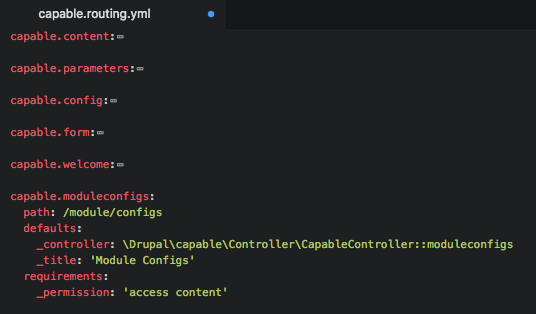 capable.routing.yml
capable.content:
capable.parameters:
capable.config:
capable.form:
capable.welcome:
capable.moduleconfigs:
  path: /module/configs
  defaults:
    _controller: \Drupal\capable\Controller\CapableController::moduleconfigs
    _title: 'Module Configs'
  requirements:
    _permission: 'access content'